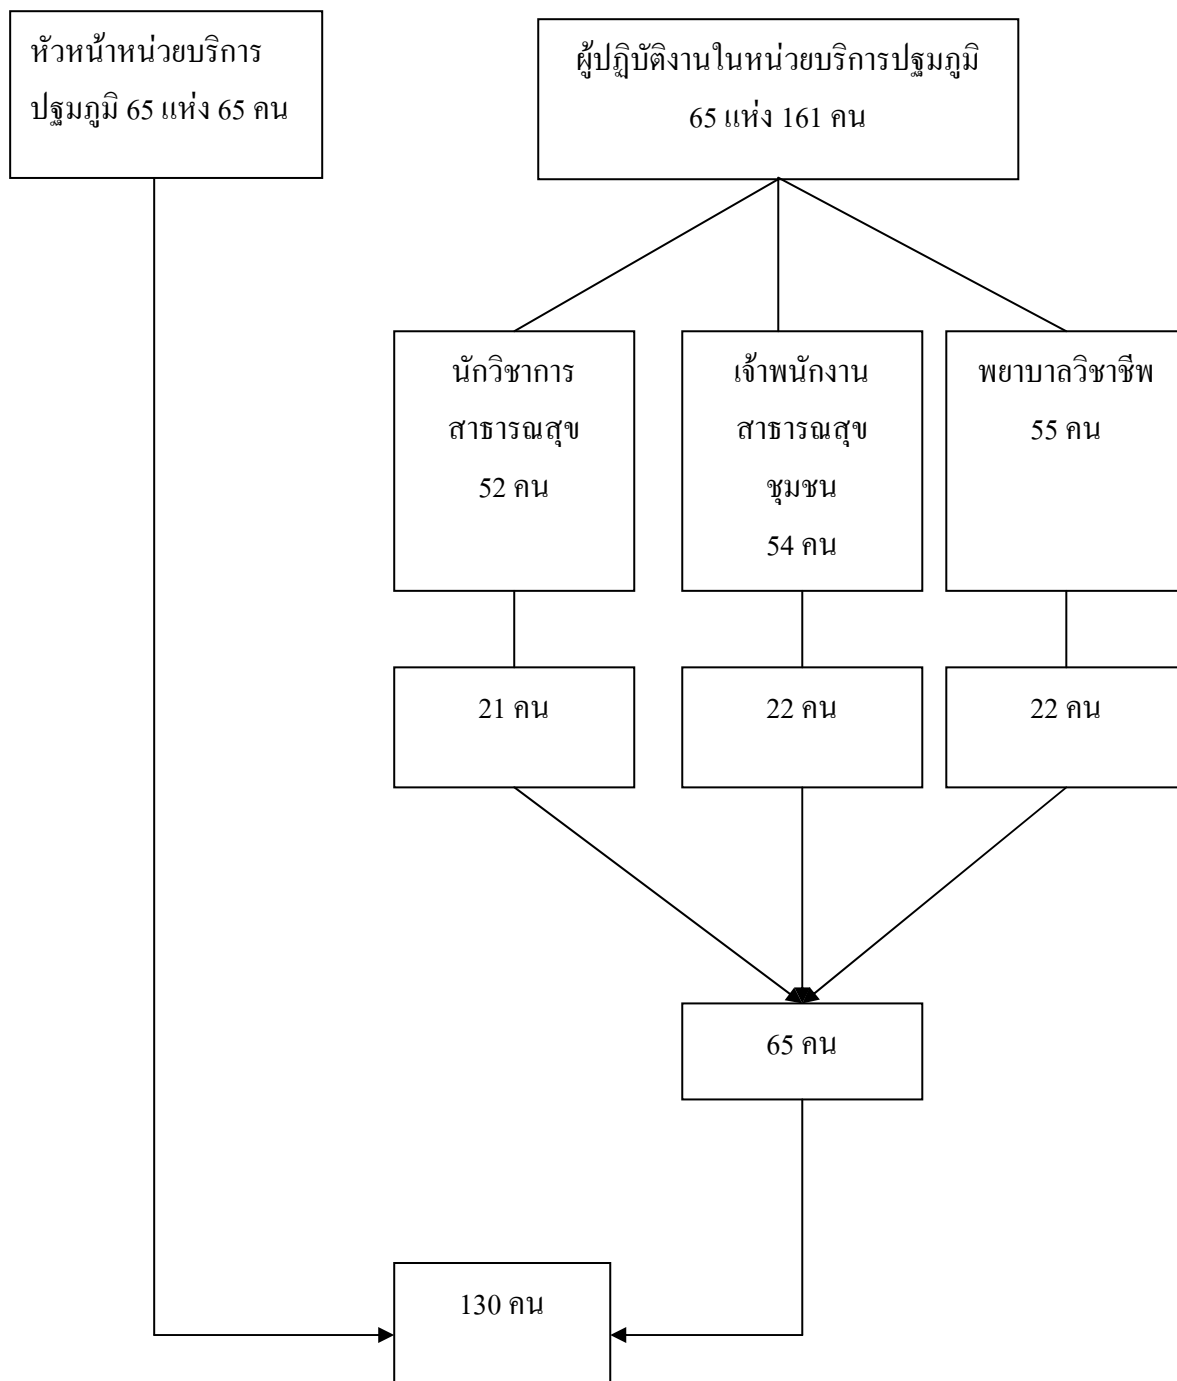 หัวหน้าหน่วยบริการ
ปฐมภูมิ 65 แห่ง 65 คน
ผู้ปฏิบัติงานในหน่วยบริการปฐมภูมิ
65 แห่ง 161 คน
นักวิชาการ
สาธารณสุข
52 คน
เจ้าพนักงาน
สาธารณสุข
ชุมชน
54 คน
พยาบาลวิชาชีพ
55 คน
21 คน
22 คน
22 คน
65 คน
130 คน